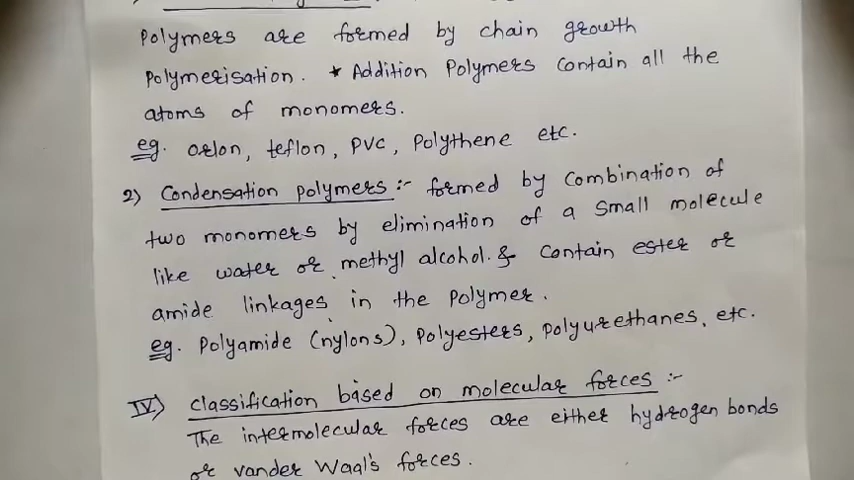 Polymers are formed by chain growth
Polymerisation. * Addition Polymers contain all the
atoms of monomers.
eg. orlon, teflon, PVC, Polythene etc.
2) Condensation polymers :- formed by combination of
two monomers by elimination of a small molecule
like water or methyl alcohol. & contain ester or
amide linkages in the Polymer.
eg. Polyamide (nylons), Polyesters, polyurethanes, etc.
IV) Classification based on molecular forces :-
The intermolecular forces are either hydrogen bonds
or vander Waal's forces.